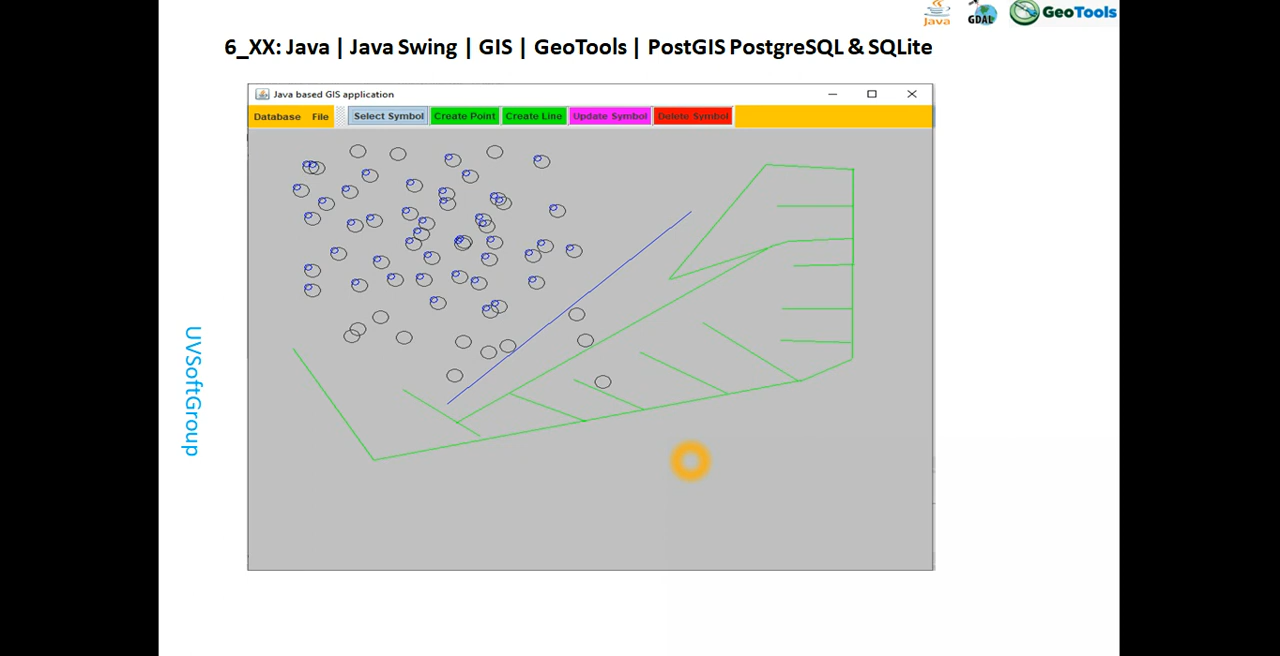 Java
GDAL
GeoTools
6_XX: Java | Java Swing | GIS | GeoTools | PostGIS PostgreSQL & SQLite
Java based GIS application
Database File Select Symbol Create Point Create Line Update Symbol Delete Symbol
UVSoftGroup